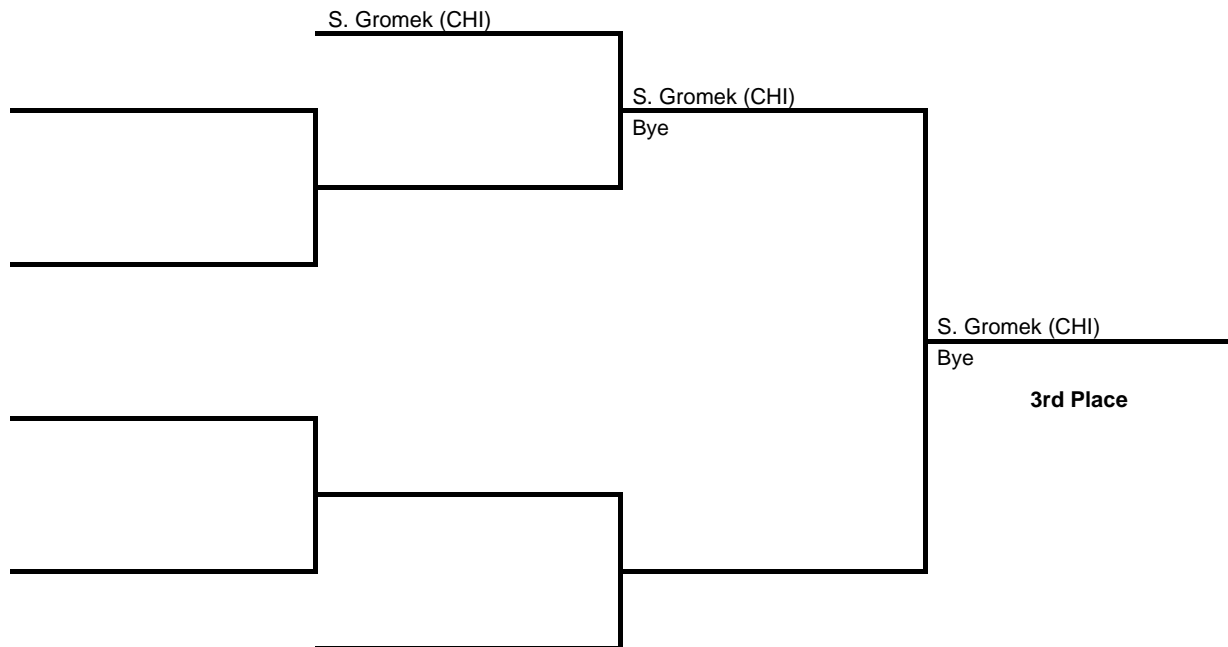 S. Gromek (CHI)
S. Gromek (CHI)
Bye
S. Gromek (CHI)
Bye
3rd Place